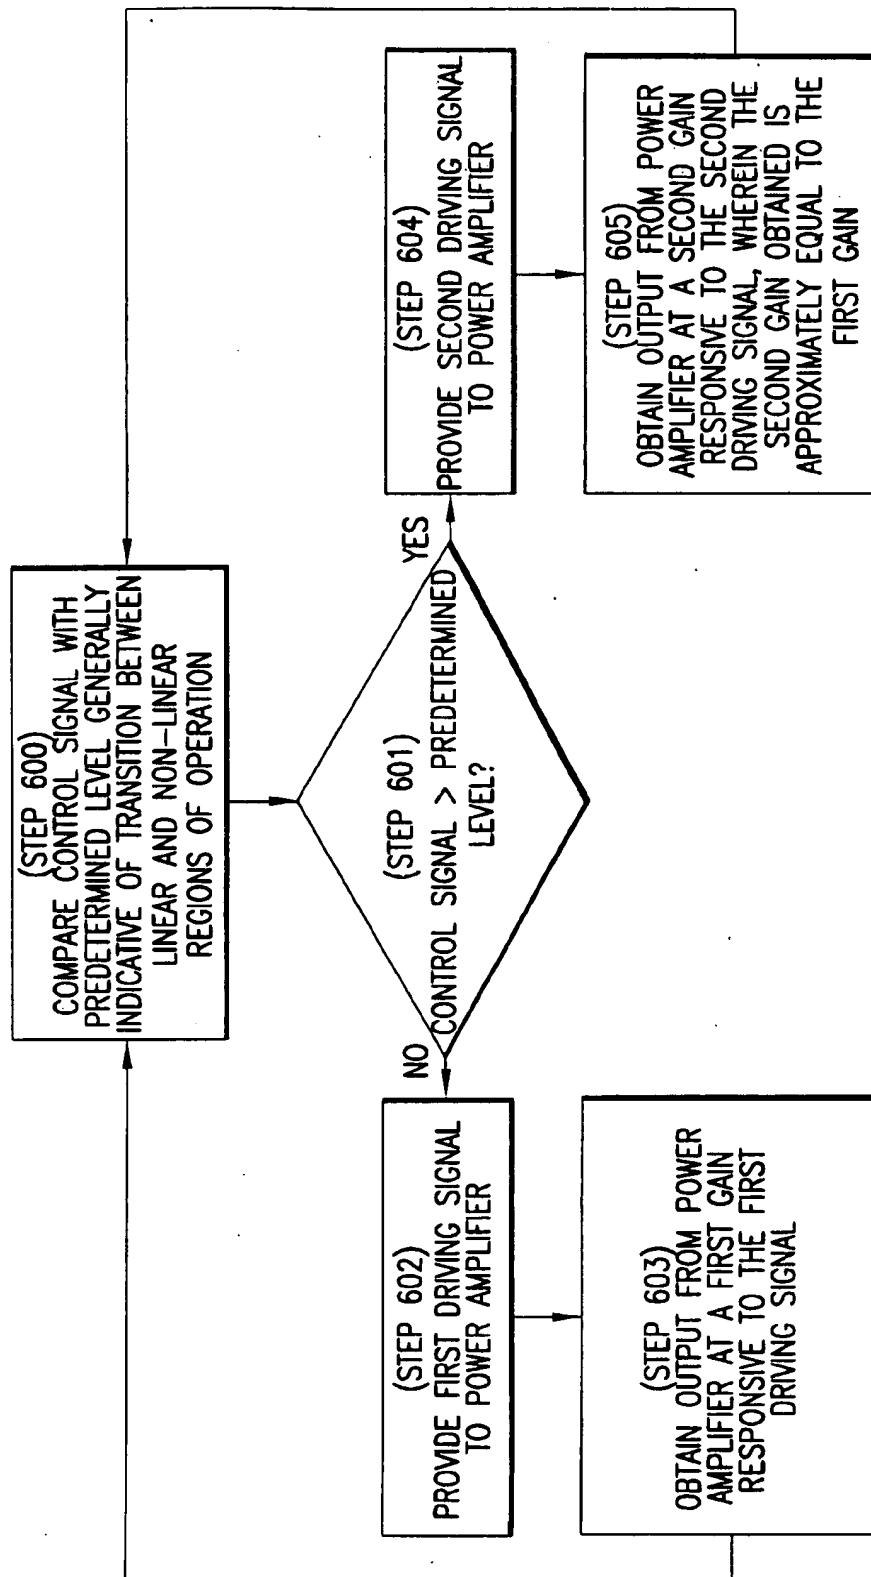 (STEP 600)
COMPARE CONTROL SIGNAL WITH
PREDETERMINED LEVEL GENERALLY
INDICATIVE OF TRANSITION BETWEEN
LINEAR AND NON-LINEAR
REGIONS OF OPERATION
(STEP 601)
CONTROL SIGNAL > PREDETERMINED
LEVEL?
NO
YES
(STEP 602)
PROVIDE FIRST DRIVING SIGNAL
TO POWER AMPLIFIER
(STEP 603)
OBTAIN OUTPUT FROM POWER
AMPLIFIER AT A FIRST GAIN
RESPONSIVE TO THE FIRST
DRIVING SIGNAL
(STEP 604)
PROVIDE SECOND DRIVING SIGNAL
TO POWER AMPLIFIER
(STEP 605)
OBTAIN OUTPUT FROM POWER
AMPLIFIER AT A SECOND GAIN
RESPONSIVE TO THE SECOND
DRIVING SIGNAL, WHEREIN THE
SECOND GAIN OBTAINED IS
APPROXIMATELY EQUAL TO THE
FIRST GAIN